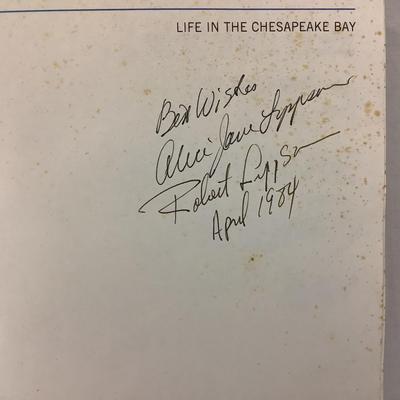 LIFE IN THE CHESAPEAKE BAY
Best Wishes
Alice Jane Lippson
Robert Lippson
April 1984